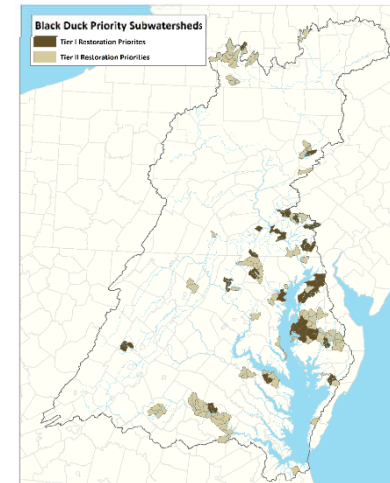 Black Duck Priority Subwatersheds
Tier I Restoration Priorites
Tier II Restoration Priorities